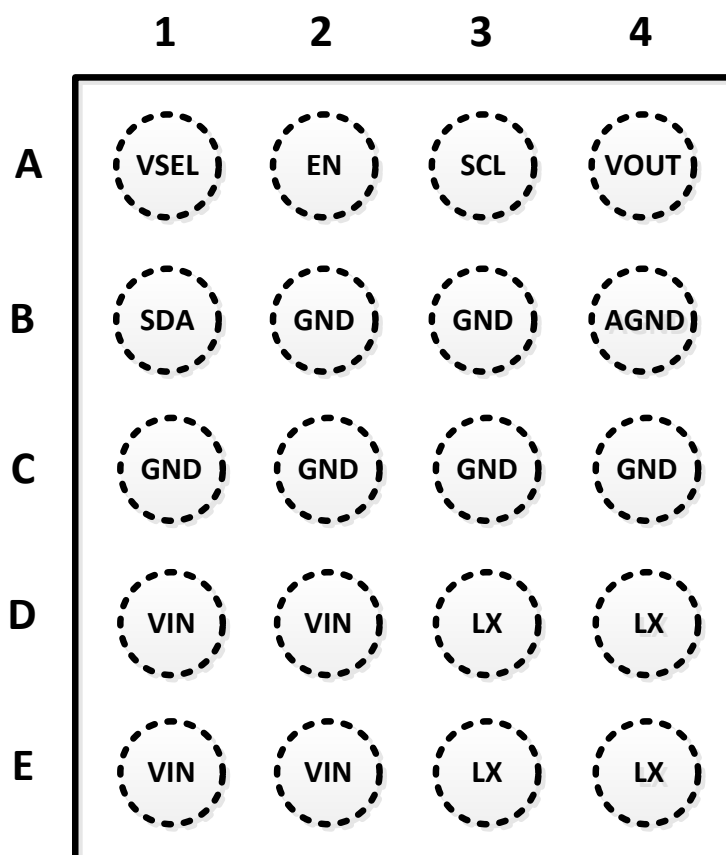 1 2 3 4
A VSEL EN SCL VOUT
B SDA GND GND AGND
C GND GND GND GND
D VIN VIN LX LX
E VIN VIN LX LX